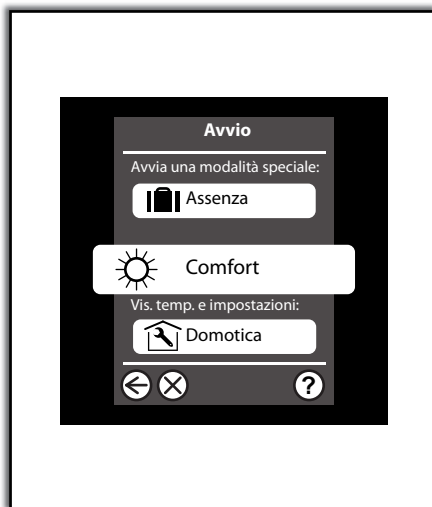 Avvio
Avvia una modalità speciale:
Assenza
Comfort
Vis. temp. e impostazioni:
Domotica
?